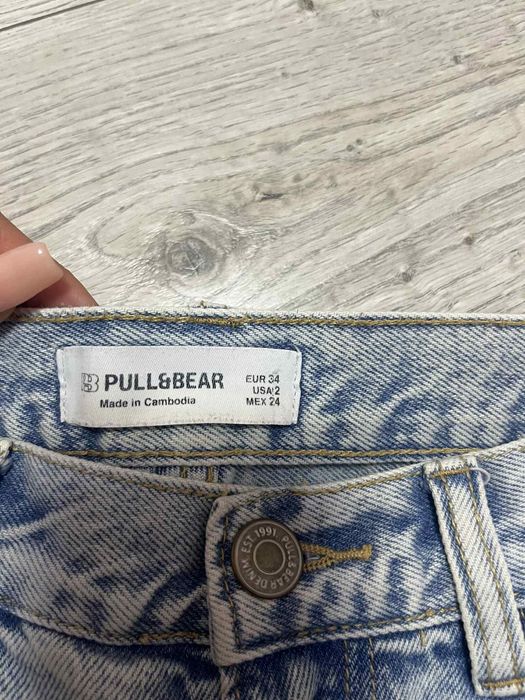 PULL&BEAR
Made in Cambodia
EUR 34
USA 2
MEX 24
EST 1991 PULL&BEAR DENIM